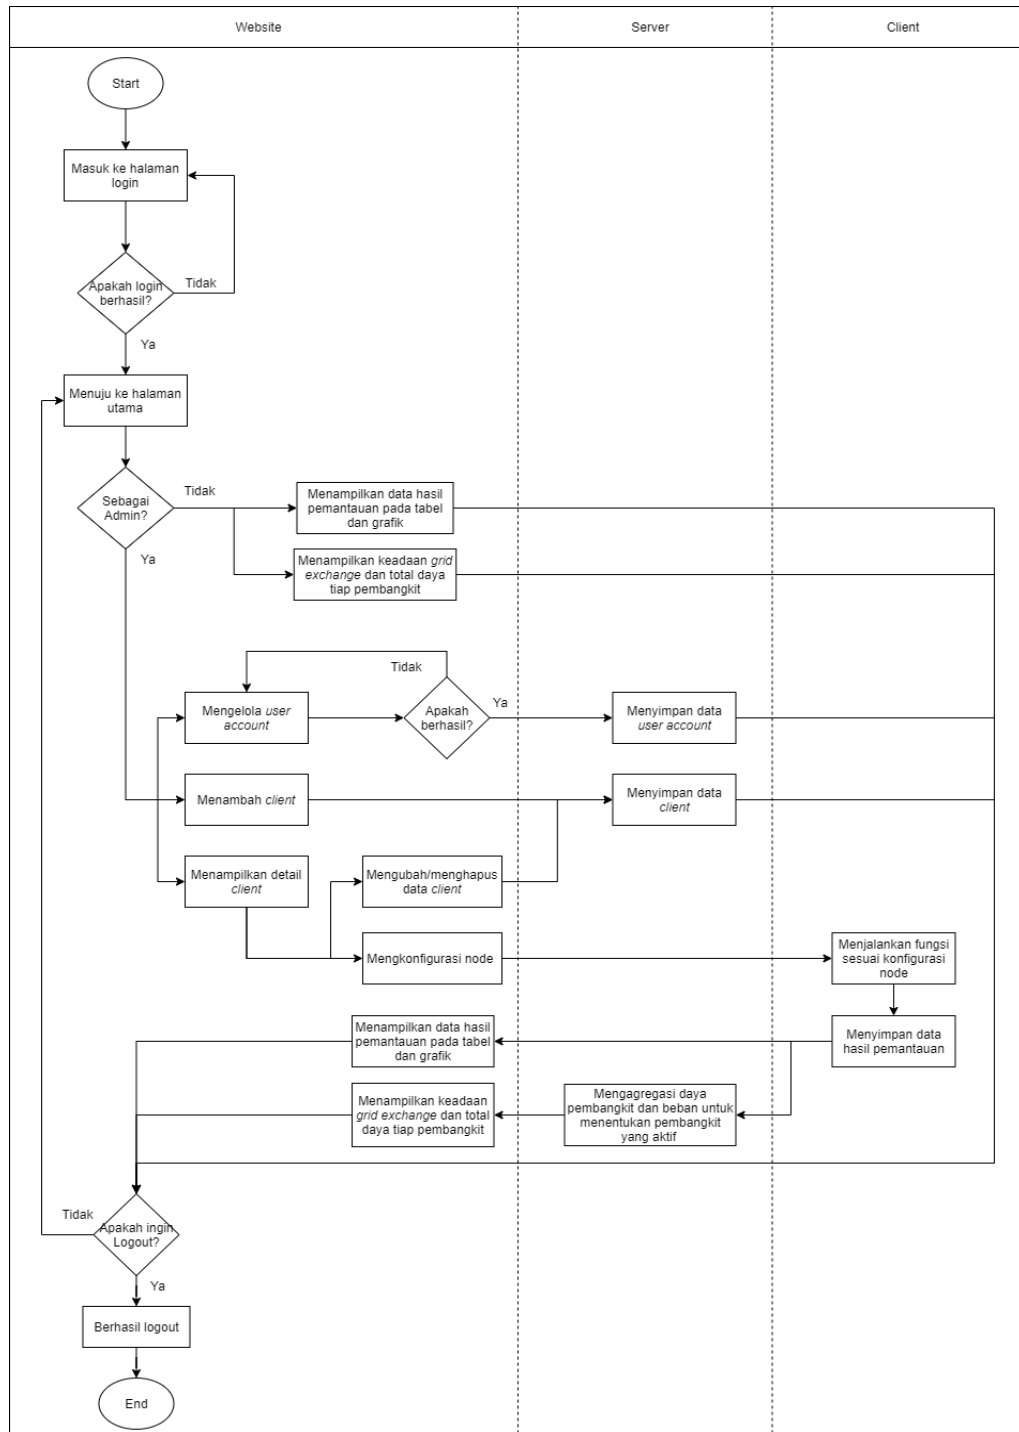 Website
Server
Client
Start
Masuk ke halaman
login
Apakah login
berhasil?
Tidak
Ya
Menuju ke halaman
utama
Sebagai
Admin?
Tidak
Ya
Menampilkan data hasil
pemantauan pada tabel
dan grafik
Menampilkan keadaan grid
exchange dan total daya
tiap pembangkit
Tidak
Mengelola user
account
Apakah
berhasil?
Ya
Menyimpan data
user account
Menambah client
Menyimpan data
client
Menampilkan detail
client
Mengubah/menghapus
data client
Mengkonfigurasi node
Menjalankan fungsi
sesuai konfigurasi
node
Menampilkan data hasil
pemantauan pada tabel
dan grafik
Menyimpan data
hasil pemantauan
Menampilkan keadaan
grid exchange dan total
daya tiap pembangkit
Mengagregasi daya
pembangkit dan beban untuk
menentukan pembangkit
yang aktif
Tidak
Apakah ingin
Logout?
Ya
Berhasil logout
End